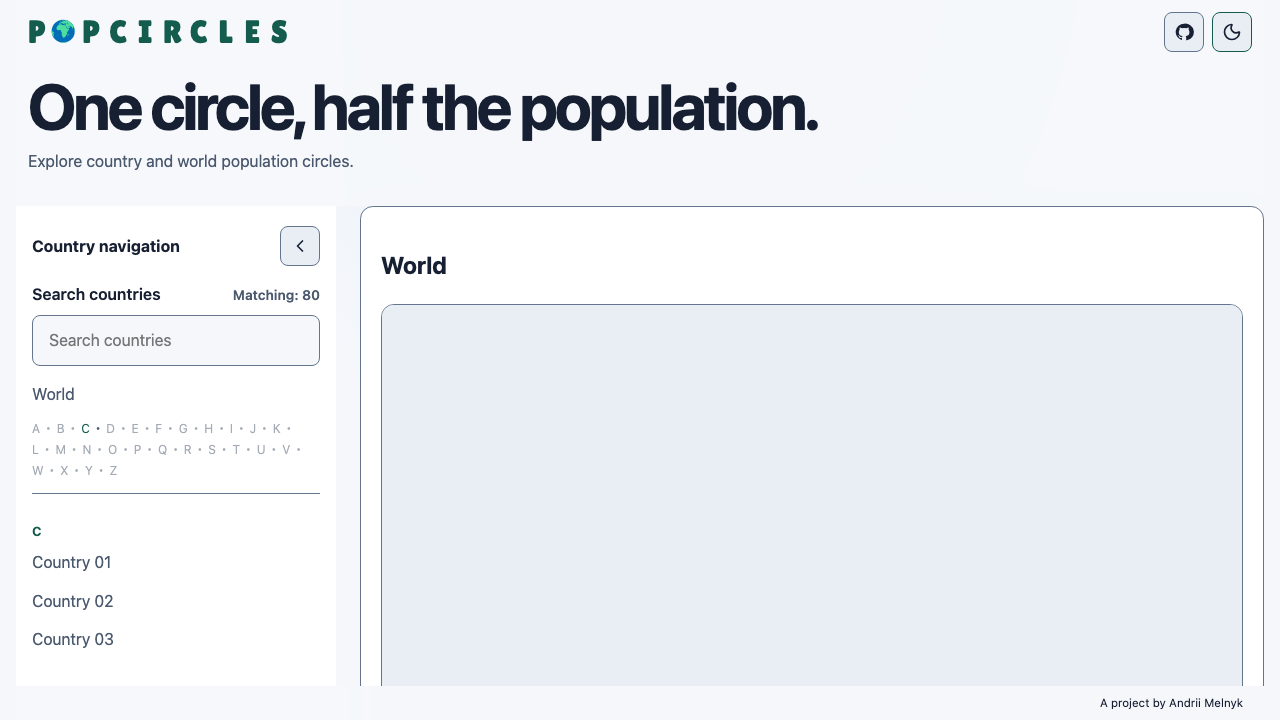 P🌍PCIRCLES
One circle, half the population.
Explore country and world population circles.
Country navigation
Search countries
Matching: 80
Search countries
World
A • B • C • D • E • F • G • H • I • J • K •
L • M • N • O • P • Q • R • S • T • U • V •
W • X • Y • Z
C
Country 01
Country 02
Country 03
World
A project by Andrii Melnyk